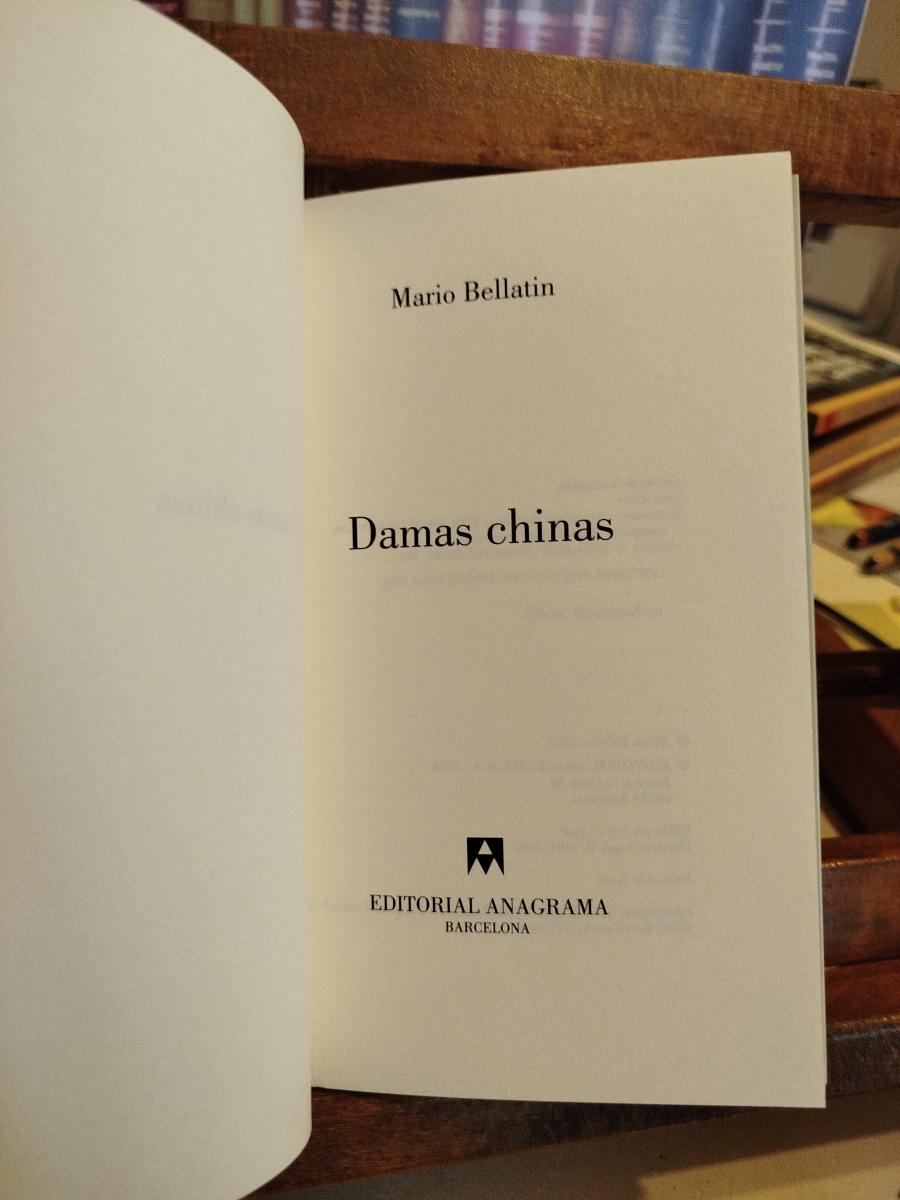 Mario Bellatin
Damas chinas
EDITORIAL ANAGRAMA
BARCELONA